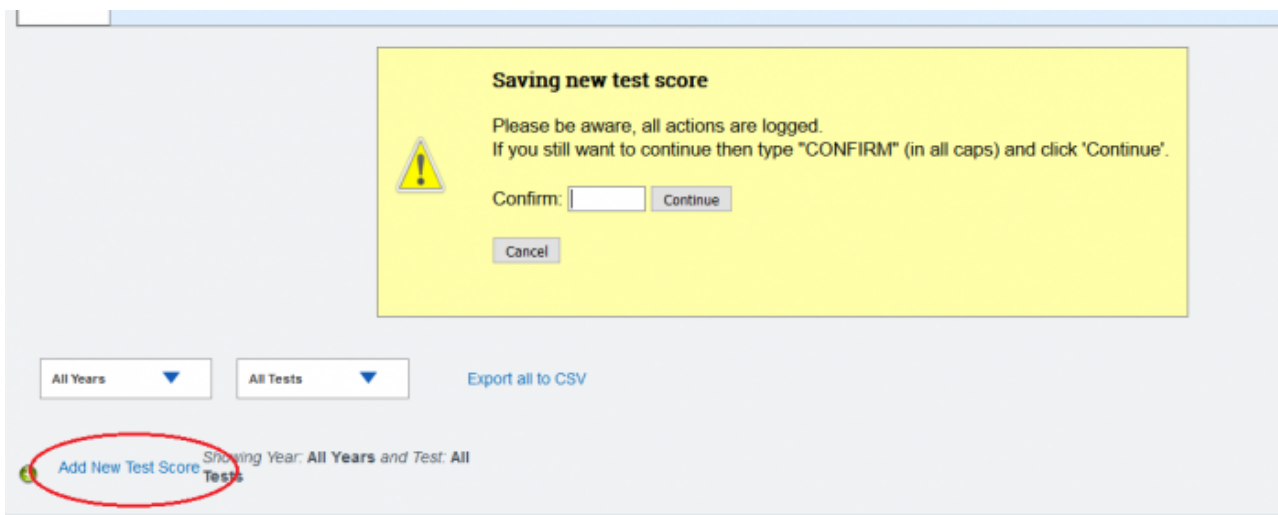 Saving new test score
Please be aware, all actions are logged.
If you still want to continue then type "CONFIRM" (in all caps) and click 'Continue'.
Confirm: Continue
Cancel
All Years All Tests Export all to CSV
Add New Test Score Showing Year: All Years and Test: All
Tests